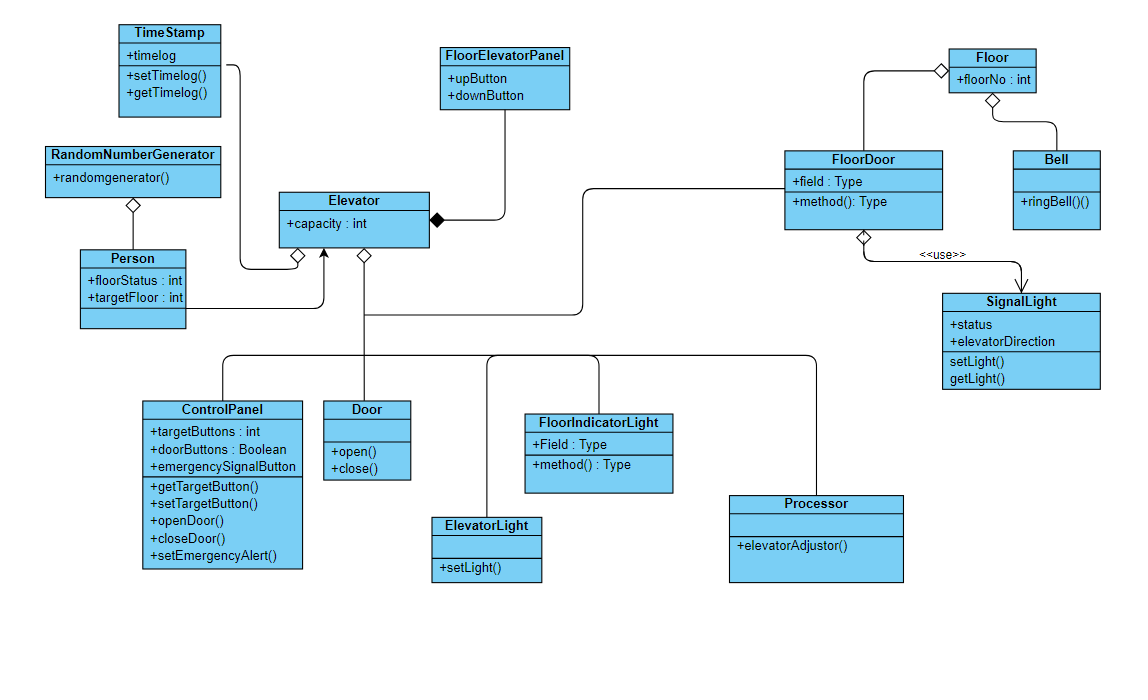 TimeStamp
+timelog
+setTimelog()
+getTimelog()
FloorElevatorPanel
+upButton
+downButton
Floor
+floorNo : int
RandomNumberGenerator
+randomgenerator()
FloorDoor
+field : Type
+method(): Type
Bell
+ringBell()()
Elevator
+capacity : int
Person
+floorStatus : int
+targetFloor : int
<<use>>
SignalLight
+status
+elevatorDirection
setLight()
getLight()
ControlPanel
+targetButtons : int
+doorButtons : Boolean
+emergencySignalButton
+getTargetButton()
+setTargetButton()
+openDoor()
+closeDoor()
+setEmergencyAlert()
Door
+open()
+close()
FloorIndicatorLight
+Field : Type
+method() : Type
ElevatorLight
+setLight()
Processor
+elevatorAdjustor()